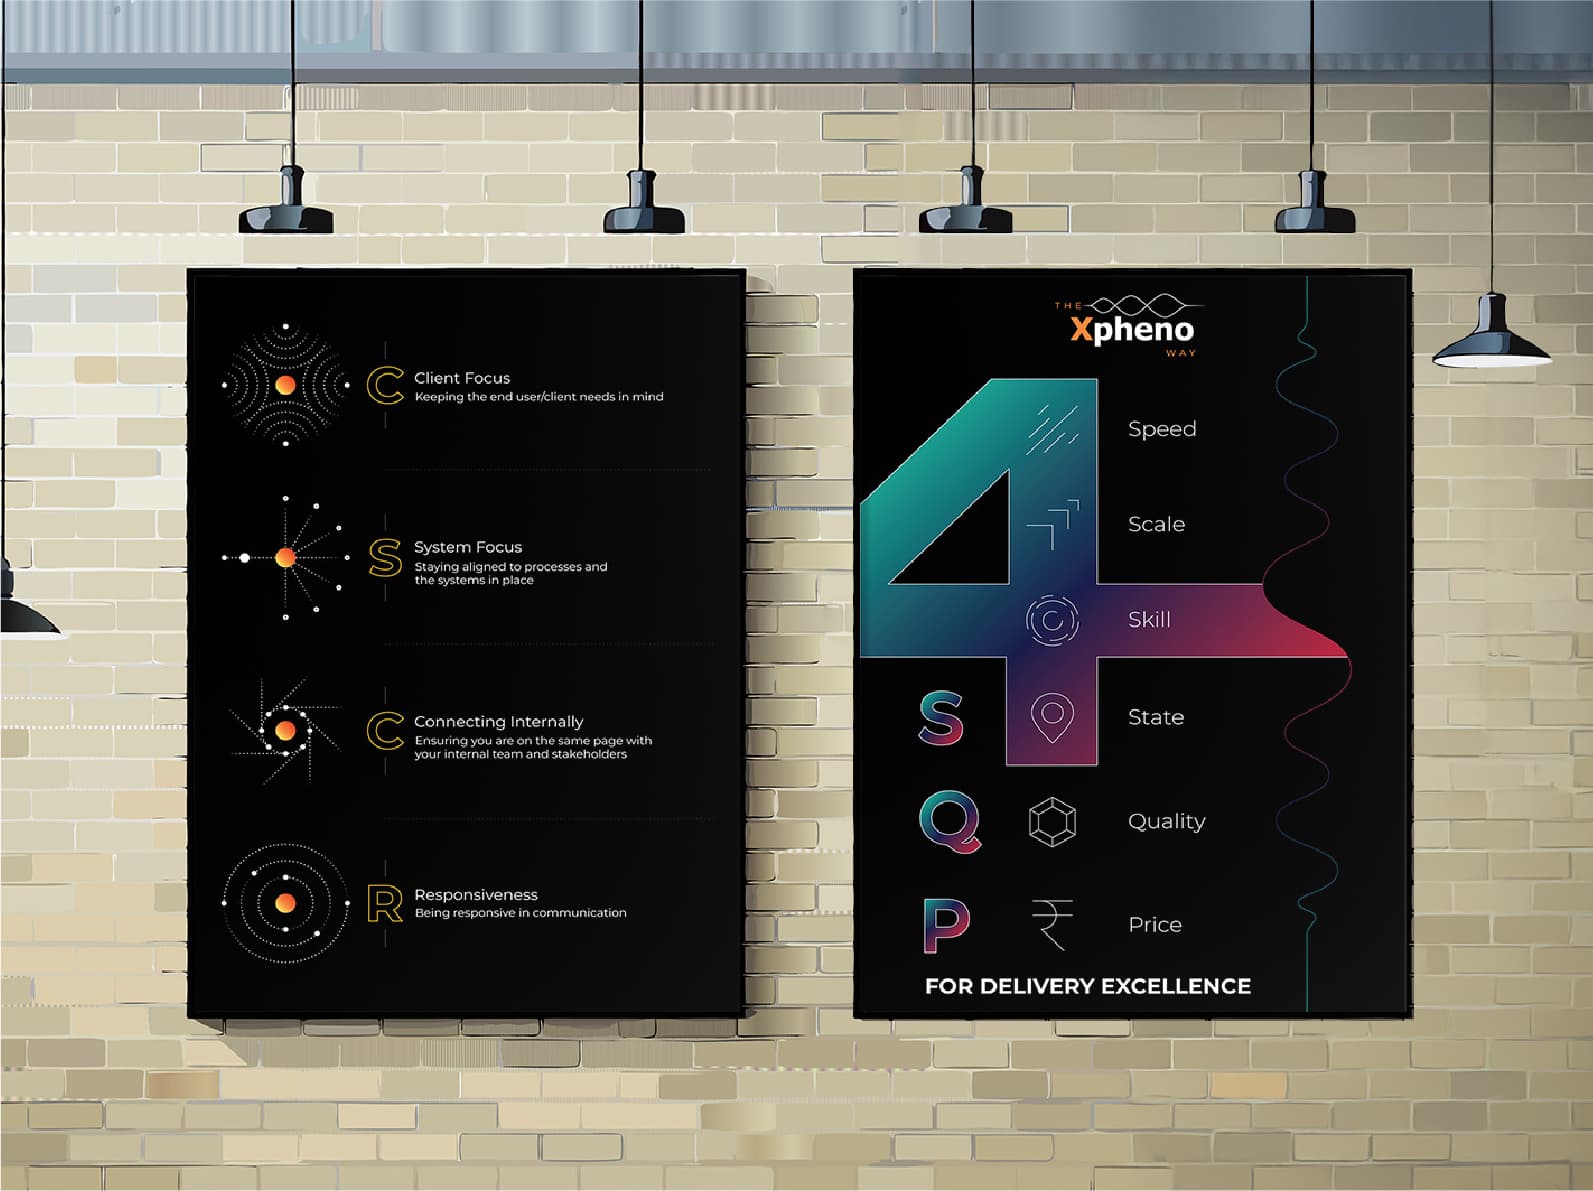 C
Client Focus
Keeping the end user/client needs in mind
S
System Focus
Staying aligned to processes and
the systems in place
C
Connecting Internally
Ensuring you are on the same page with
your internal team and stakeholders
R
Responsiveness
Being responsive in communication
THE
Xpheno
WAY
4
Speed
Scale
Skill
S
State
Q
Quality
P
₹
Price
FOR DELIVERY EXCELLENCE